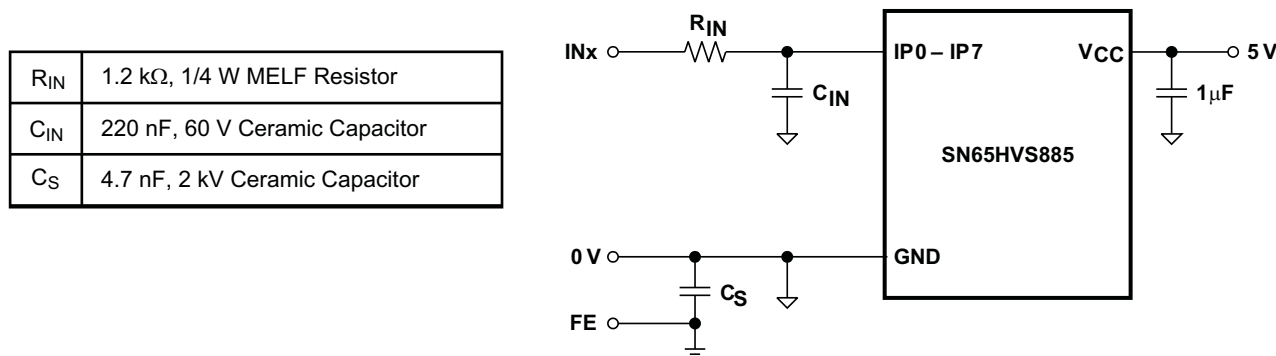 R_IN 1.2 kΩ, 1/4 W MELF Resistor
C_IN 220 nF, 60 V Ceramic Capacitor
C_S 4.7 nF, 2 kV Ceramic Capacitor
R_IN
INx
IP0 – IP7
V_CC
5 V
C_IN
1µF
SN65HVS885
0 V
GND
C_S
FE